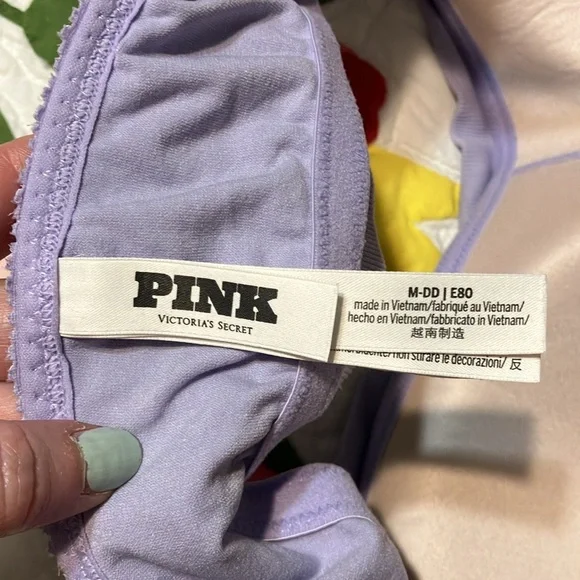 PINK
VICTORIA'S SECRET
M-DD | E80
made in Vietnam/fabriqué au Vietnam/
hecho en Vietnam/fabbricato in Vietnam/
越南制造
non stirare le decorazioni/ 反